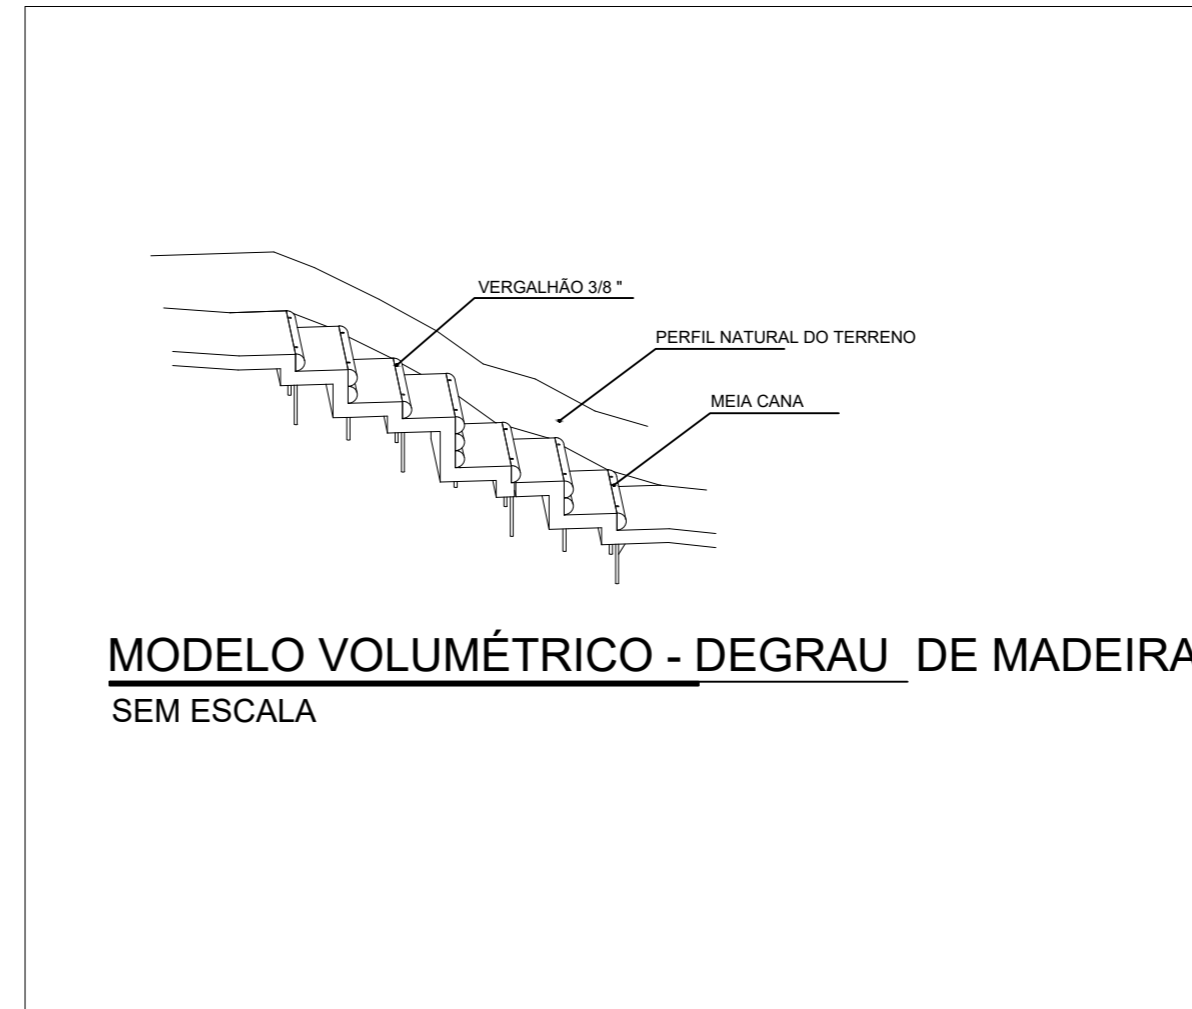 VERGALHÃO 3/8 "
PERFIL NATURAL DO TERRENO
MEIA CANA
MODELO VOLUMÉTRICO - DEGRAU DE MADEIRA
SEM ESCALA